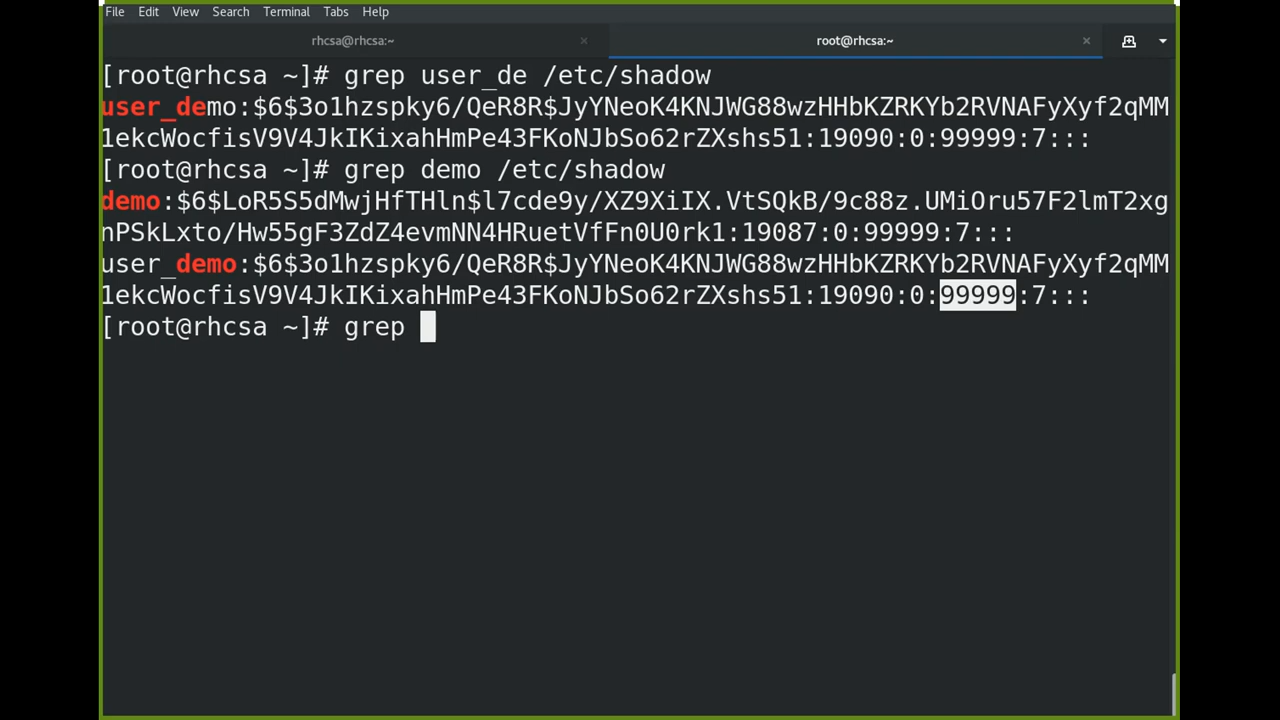 File Edit View Search Terminal Tabs Help
rhcsa@rhcsa:~ × root@rhcsa:~ ×
[root@rhcsa ~]# grep user_de /etc/shadow
user_demo:$6$3o1hzspky6/QeR8R$JyYNeoK4KNJWG88wzHHbKZRKYb2RVNAFyXyf2qMM
1ekcWocfisV9V4JkIKixahHmPe43FKoNJbSo62rZXshs51:19090:0:99999:7:::
[root@rhcsa ~]# grep demo /etc/shadow
demo:$6$LoR5S5dMwjHfTHln$l7cde9y/XZ9XiIX.VtSQkB/9c88z.UMiOru57F2lmT2xg
nPSkLxto/Hw55gF3ZdZ4evmNN4HRuetVfFn0U0rk1:19087:0:99999:7:::
user_demo:$6$3o1hzspky6/QeR8R$JyYNeoK4KNJWG88wzHHbKZRKYb2RVNAFyXyf2qMM
1ekcWocfisV9V4JkIKixahHmPe43FKoNJbSo62rZXshs51:19090:0:99999:7:::
[root@rhcsa ~]# grep